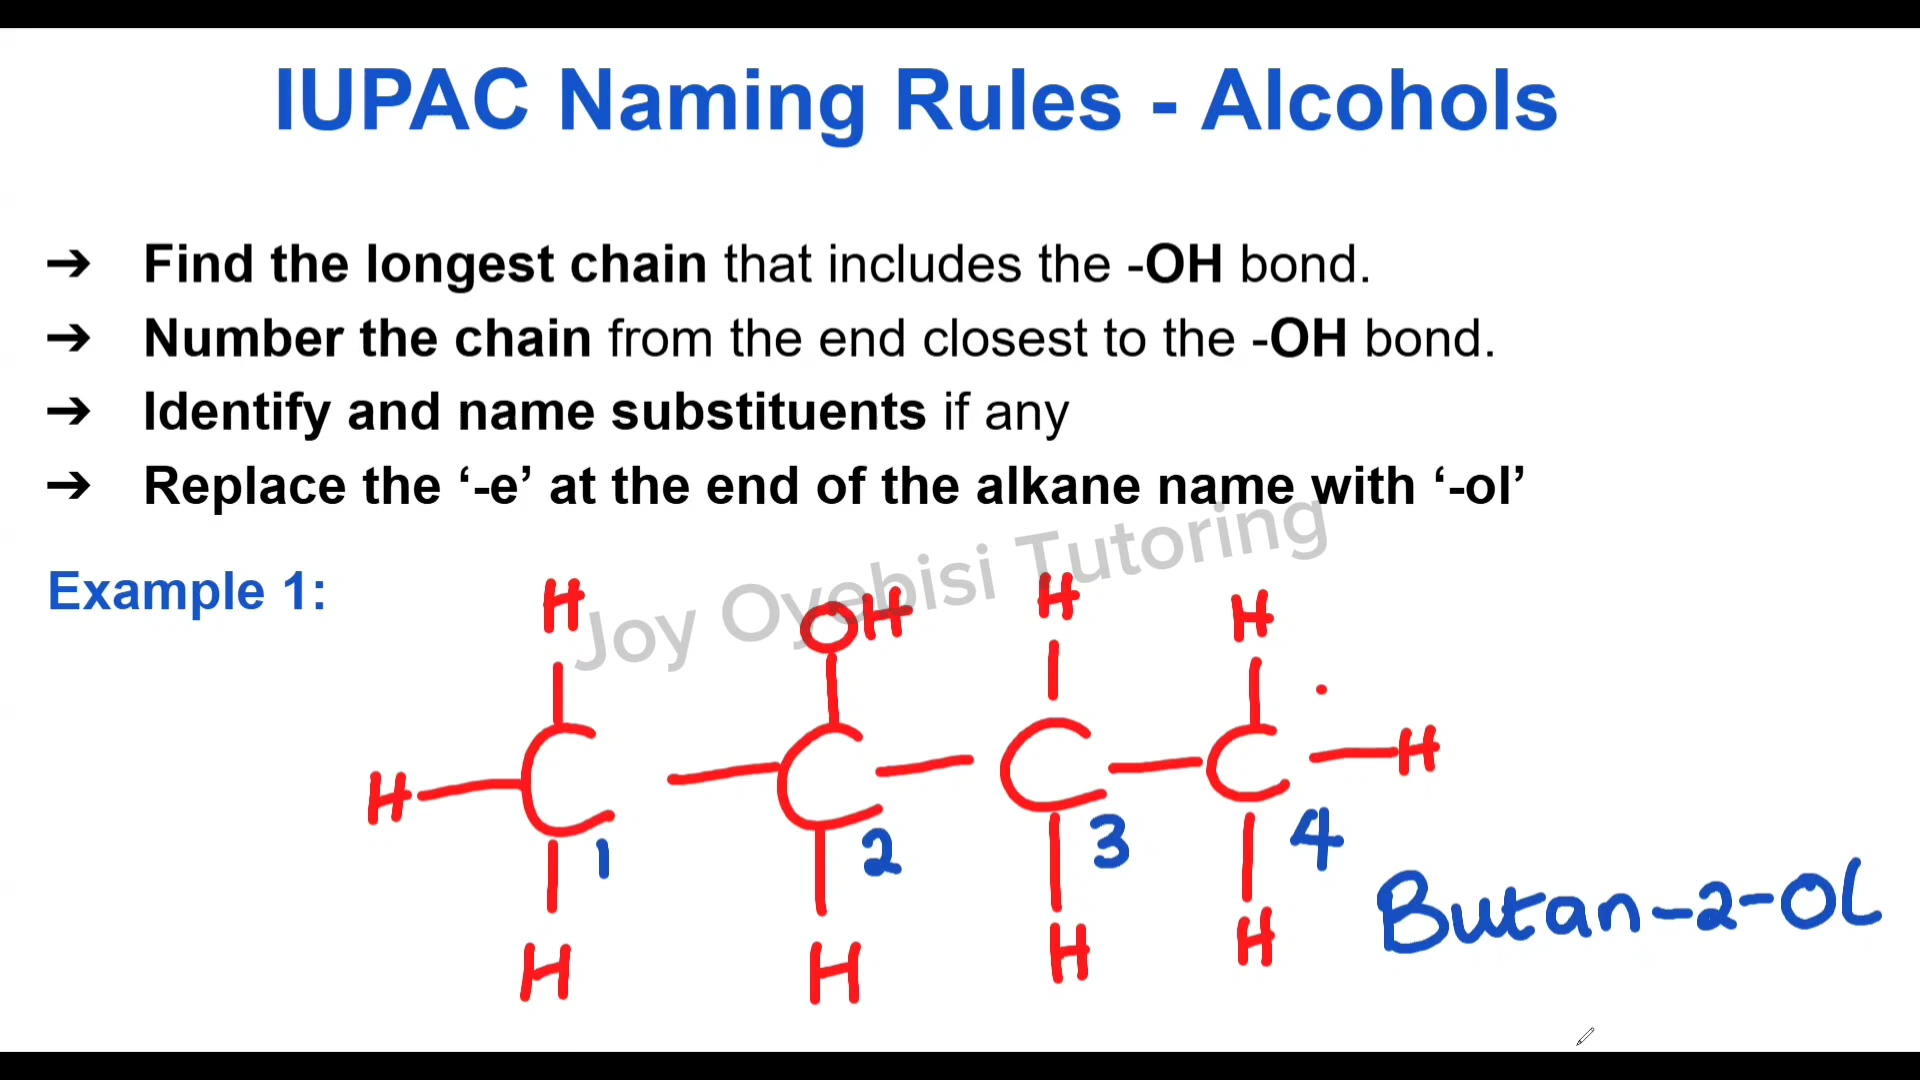 IUPAC Naming Rules - Alcohols
➔ Find the longest chain that includes the -OH bond.
➔ Number the chain from the end closest to the -OH bond.
➔ Identify and name substituents if any
➔ Replace the ‘-e’ at the end of the alkane name with ‘-ol’
Joy Oyebisi Tutoring
Example 1:
H OH H H
H C C C C H
1 2 3 4
H H H H
Butan-2-OL